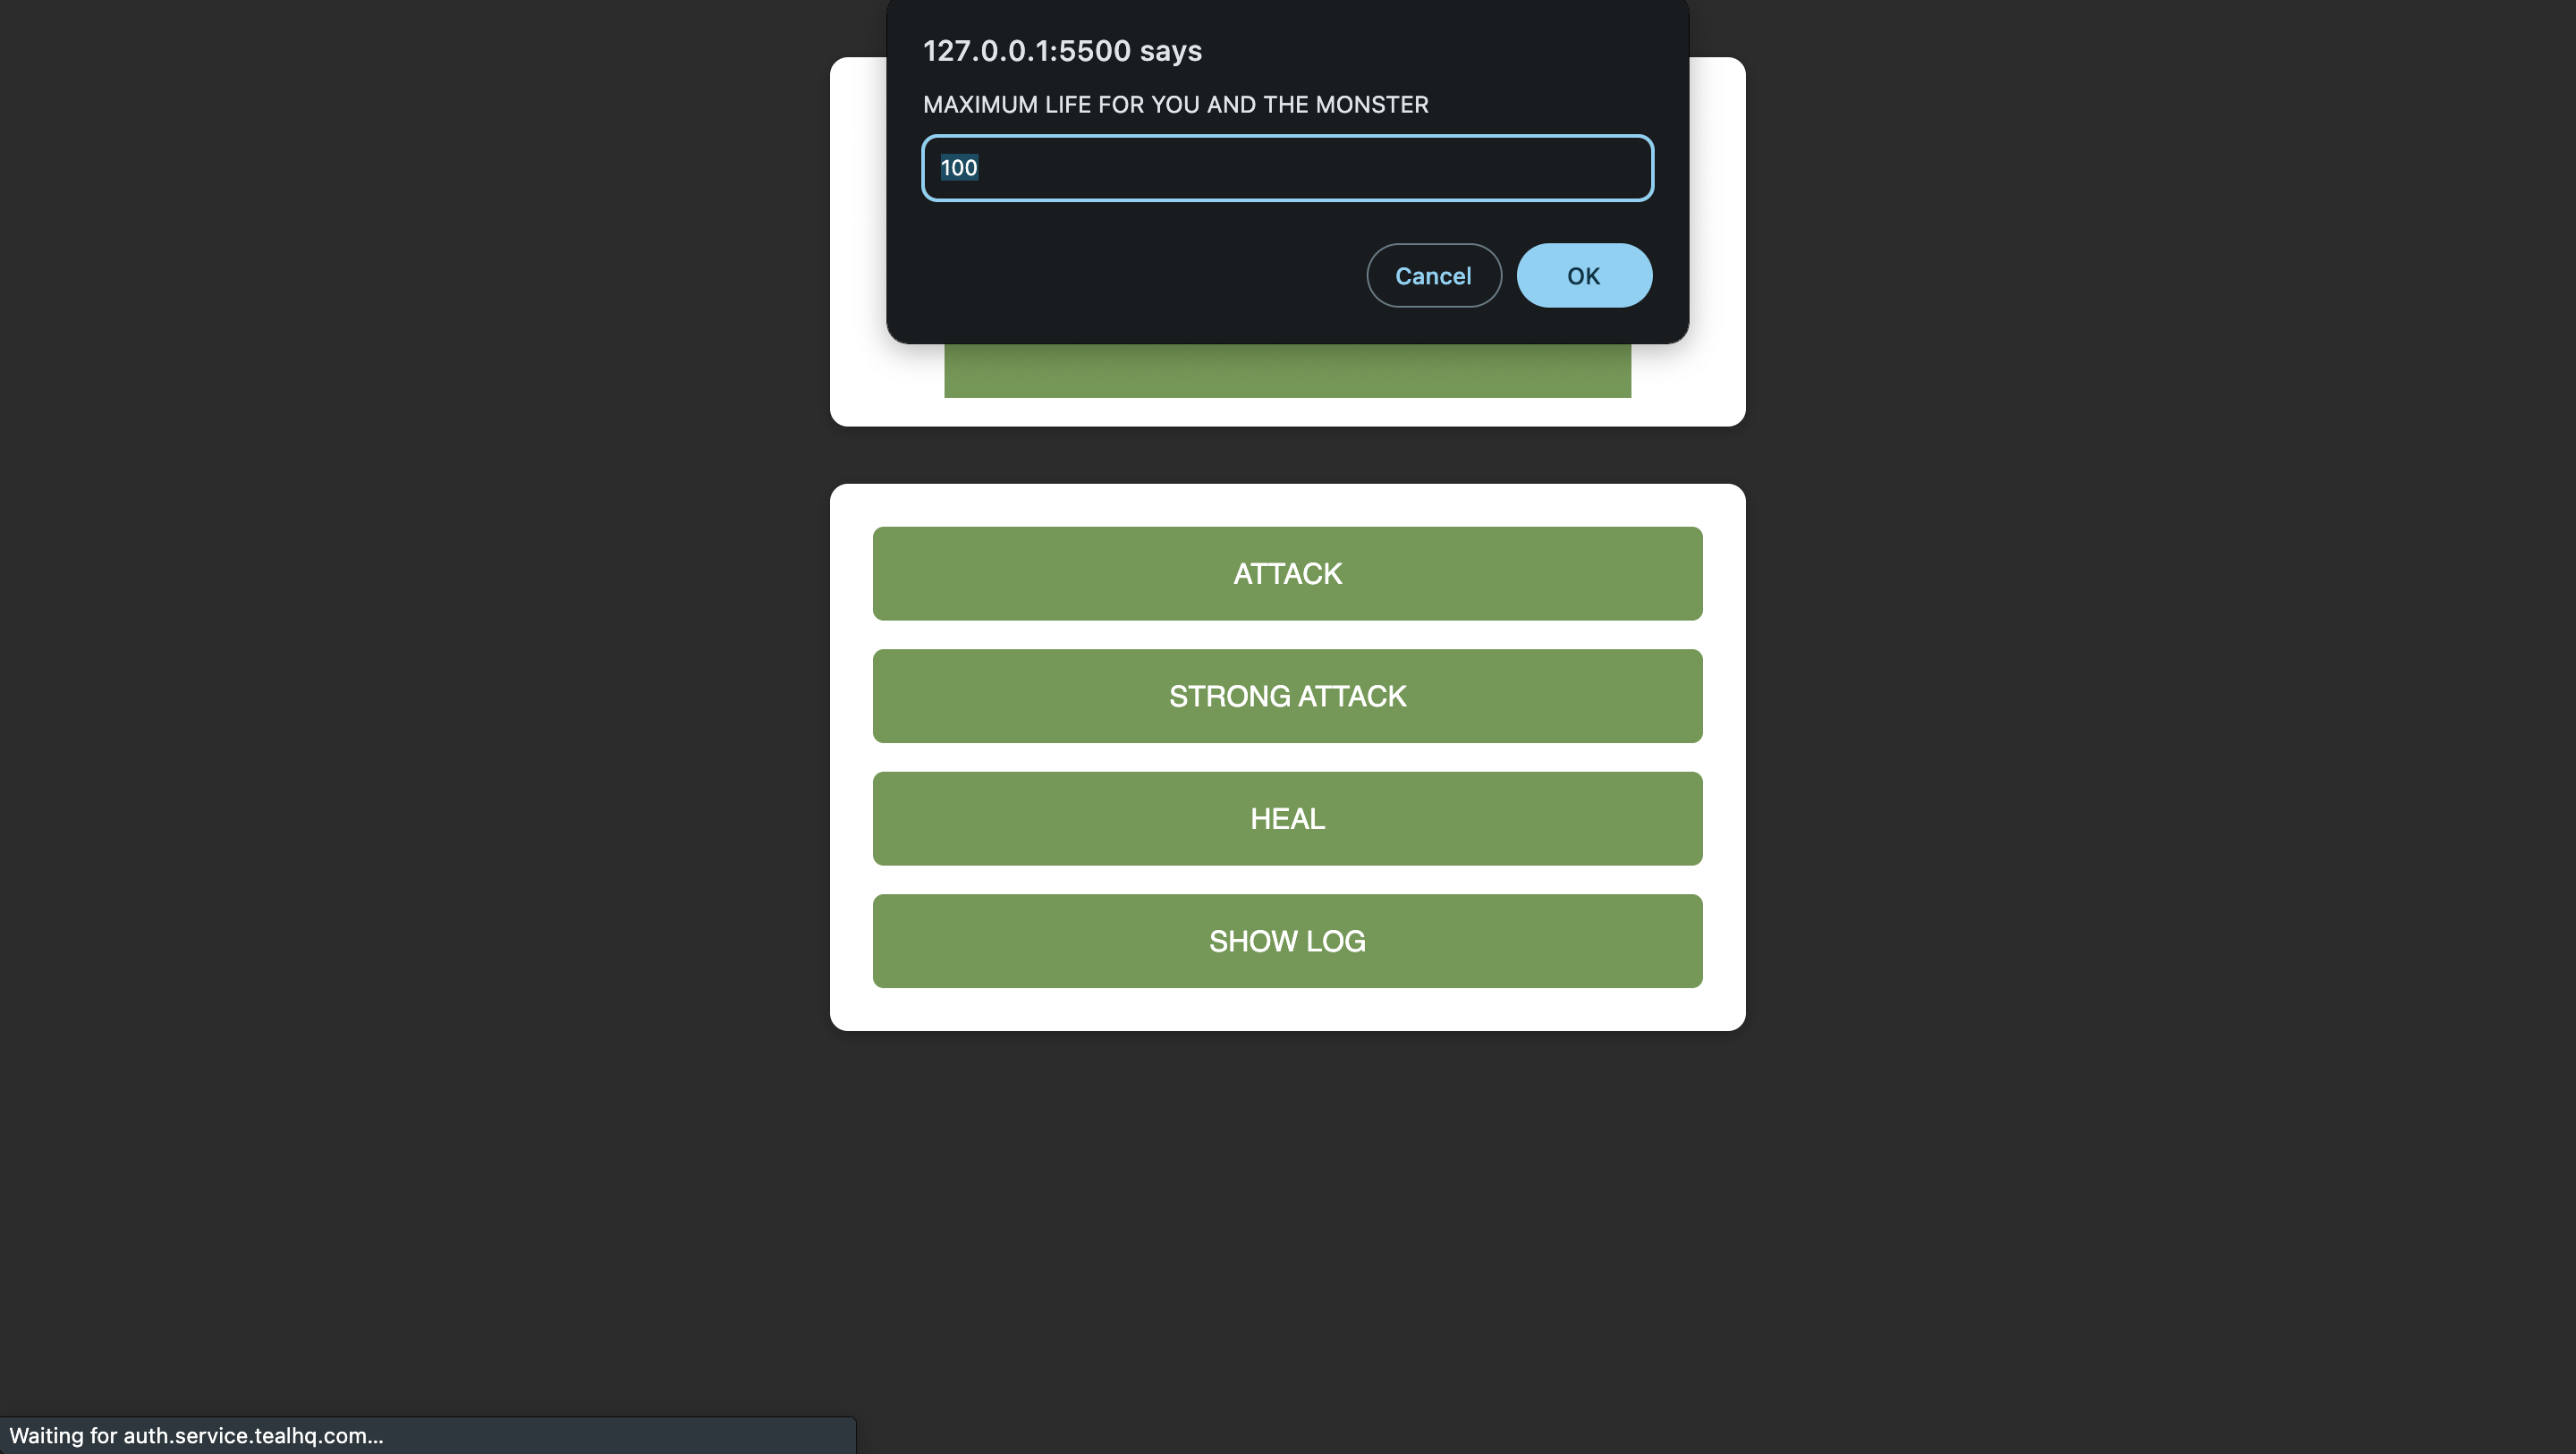 127.0.0.1:5500 says
MAXIMUM LIFE FOR YOU AND THE MONSTER
100
Cancel
OK
ATTACK
STRONG ATTACK
HEAL
SHOW LOG
Waiting for auth.service.tealhq.com...